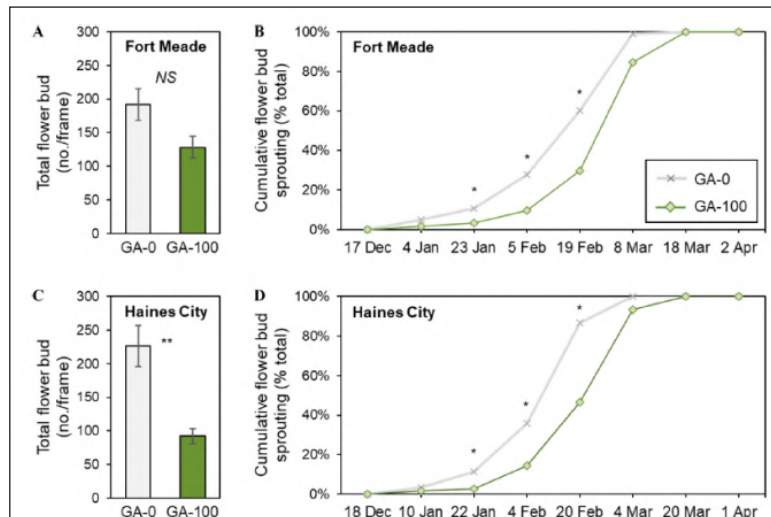 A
Fort Meade
NS
Total flower bud
(no./frame)
300
250
200
150
100
50
0
GA-0 GA-100
B
Fort Meade
Cumulative flower bud
sprouting (% total)
100%
80%
60%
40%
20%
0%
* * *
GA-0
GA-100
17 Dec 4 Jan 23 Jan 5 Feb 19 Feb 8 Mar 18 Mar 2 Apr
C
Haines City
**
Total flower bud
(no./frame)
300
250
200
150
100
50
0
GA-0 GA-100
D
Haines City
Cumulative flower bud
sprouting (% total)
100%
80%
60%
40%
20%
0%
* * *
18 Dec 10 Jan 22 Jan 4 Feb 20 Feb 4 Mar 20 Mar 1 Apr